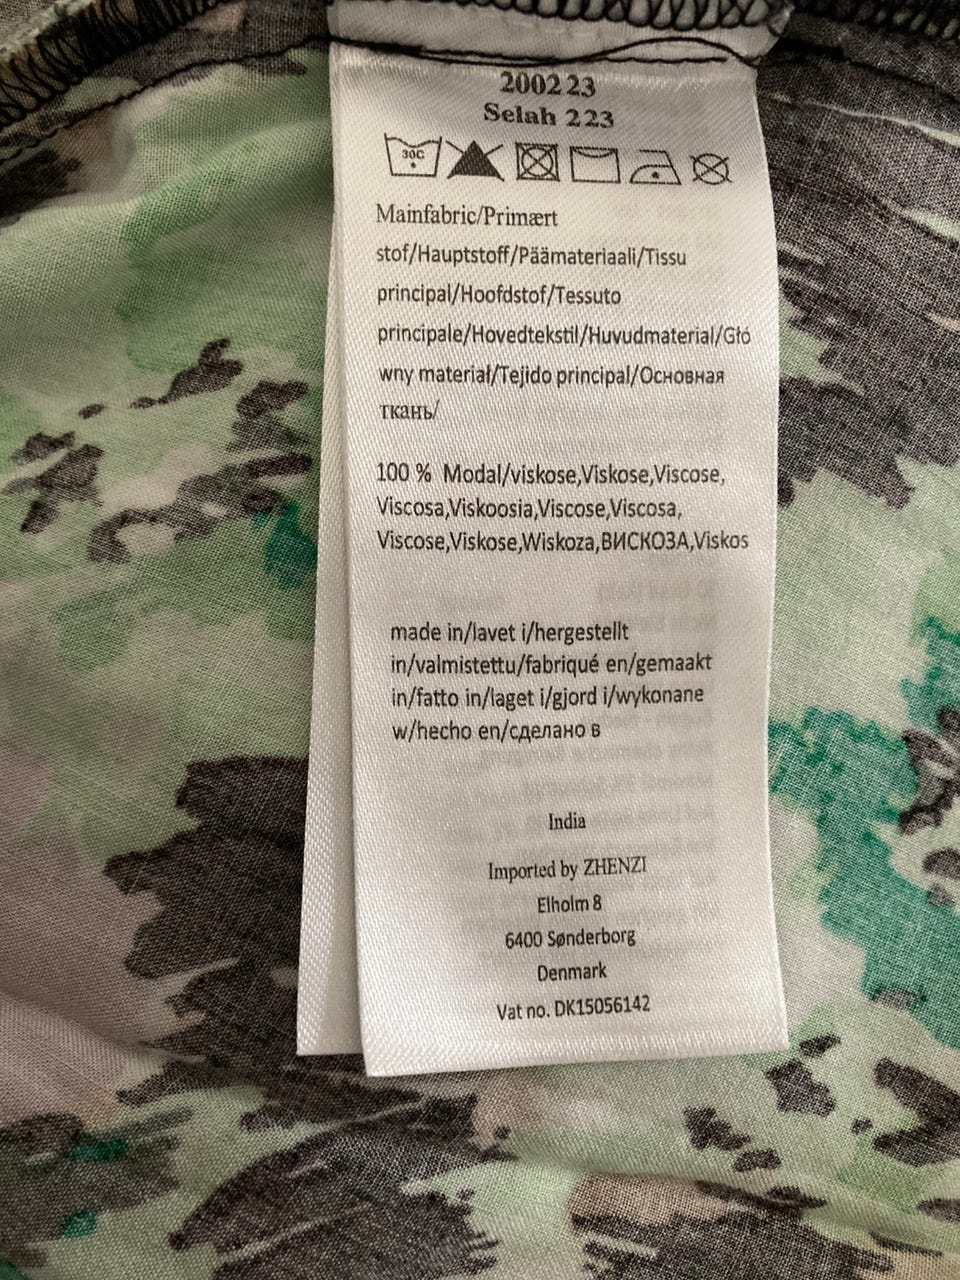 200223
Selah 223
30C
Mainfabric/Primært
stof/Hauptstoff/Päämateriaali/Tissu
principal/Hoofdstof/Tessuto
principale/Hovedtekstil/Huvudmaterial/Głó
wny materiał/Tejido principal/Основная
ткань/
100 % Modal/viskose,Viskose,Viscose,
Viscosa,Viskoosia,Viscose,Viscosa,
Viscose,Viskose,Wiskoza,ВИСКОЗА,Viskos
made in/lavet i/hergestellt
in/valmistettu/fabriqué en/gemaakt
in/fatto in/laget i/gjord i/wykonane
w/hecho en/сделано в
India
Imported by ZHENZI
Elholm 8
6400 Sønderborg
Denmark
Vat no. DK15056142